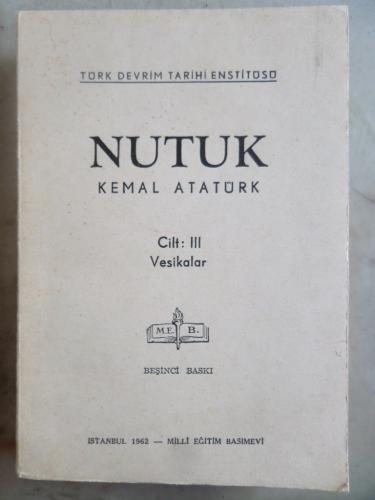 TÜRK DEVRİM TARİHİ ENSTİTÜSÜ
NUTUK
KEMAL ATATÜRK
Cilt: III
Vesikalar
M.E. B.
BEŞİNCİ BASKI
İSTANBUL 1962 — MİLLÎ EĞİTİM BASIMEVİ